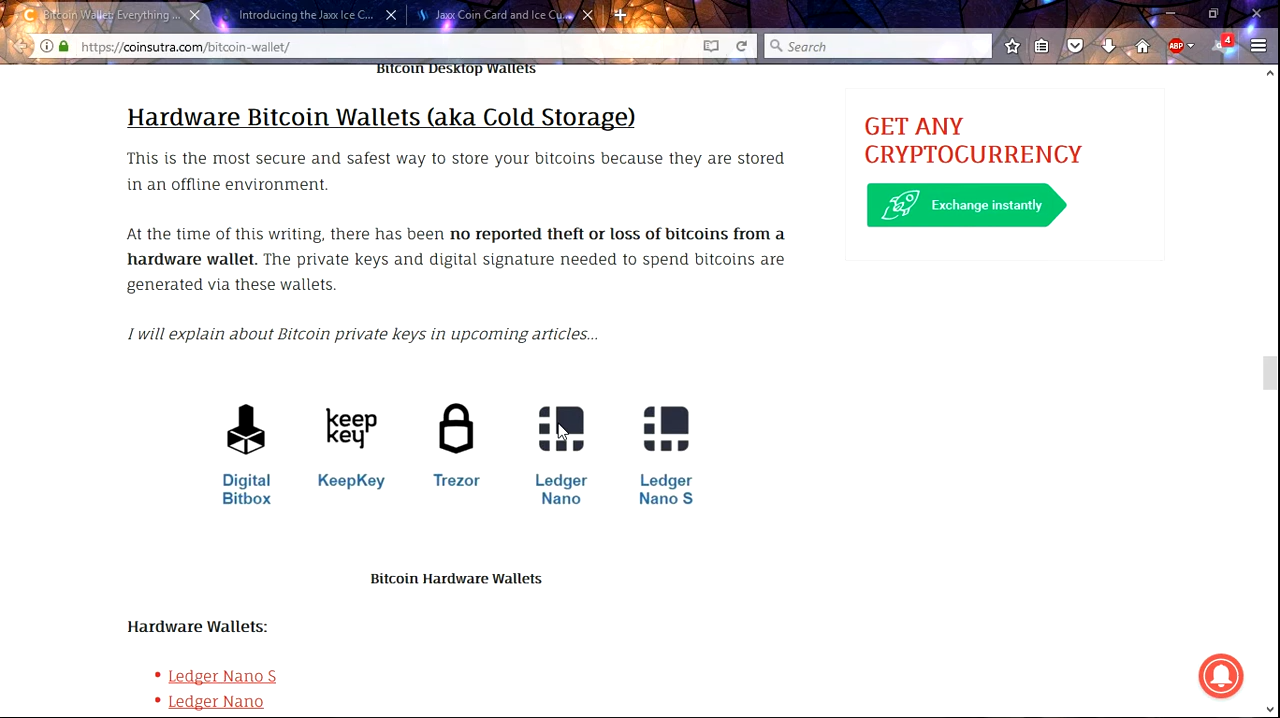 Bitcoin Wallet: Everything ...
Introducing the Jaxx Ice C...
Jaxx Coin Card and Ice Cu...
https://coinsutra.com/bitcoin-wallet/
Search
ABP
4
Bitcoin Desktop Wallets
Hardware Bitcoin Wallets (aka Cold Storage)
This is the most secure and safest way to store your bitcoins because they are stored
in an offline environment.
At the time of this writing, there has been no reported theft or loss of bitcoins from a
hardware wallet. The private keys and digital signature needed to spend bitcoins are
generated via these wallets.
I will explain about Bitcoin private keys in upcoming articles...
keep
key
Digital
Bitbox
KeepKey
Trezor
Ledger
Nano
Ledger
Nano S
Bitcoin Hardware Wallets
Hardware Wallets:
• Ledger Nano S
• Ledger Nano
GET ANY
CRYPTOCURRENCY
Exchange instantly